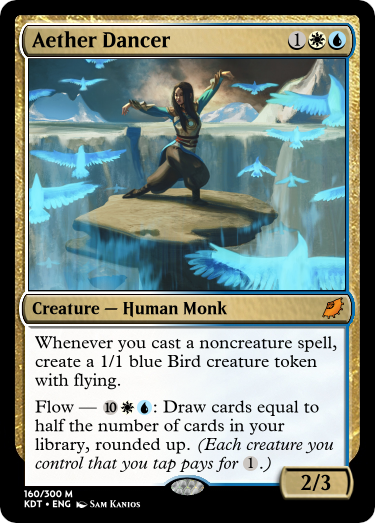 Aether Dancer 1
Creature — Human Monk
Whenever you cast a noncreature spell,
create a 1/1 blue Bird creature token
with flying.
Flow — 10: Draw cards equal to
half the number of cards in your
library, rounded up. (Each creature you
control that you tap pays for 1.)
2/3
160/300 M
KDT • ENG Sam Kanios